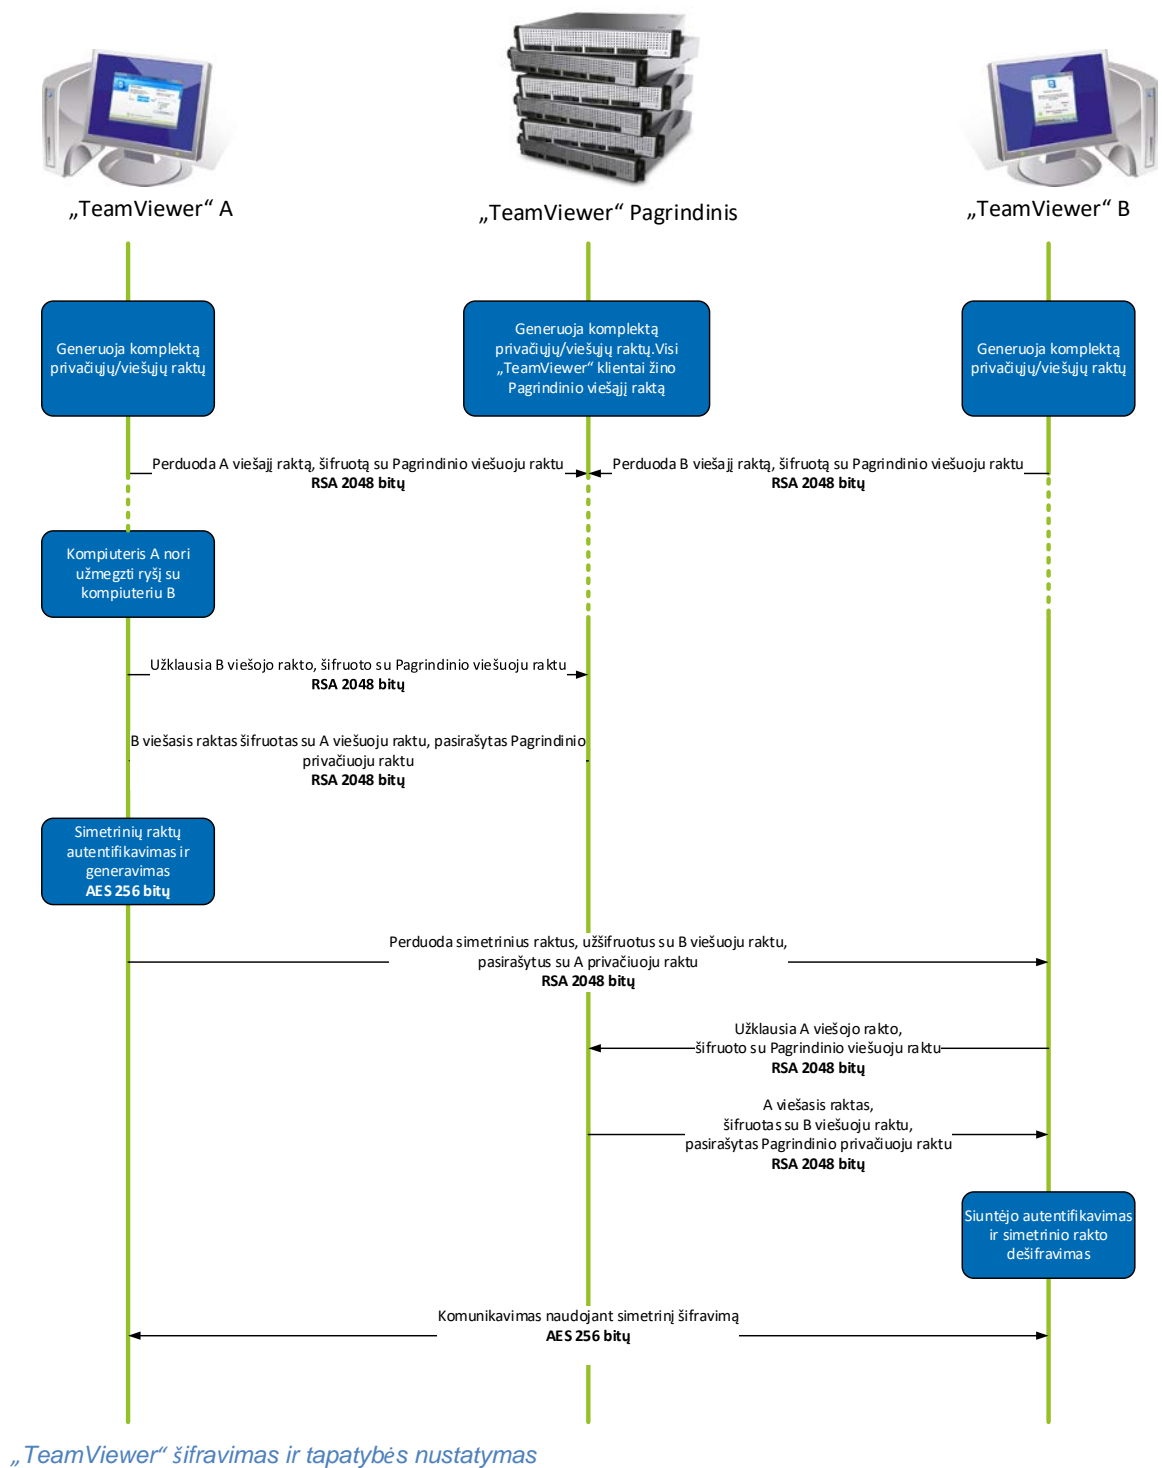 „TeamViewer“ A
„TeamViewer“ Pagrindinis
„TeamViewer“ B
Generuoja komplektą
privačiųjų/viešųjų raktų
Generuoja komplektą
privačiųjų/viešųjų raktų.Visi
„TeamViewer“ klientai žino
Pagrindinio viešąjį raktą
Generuoja komplektą
privačiųjų/viešųjų raktų
Perduoda A viešajį raktą, šifruotą su Pagrindinio viešuoju raktu
RSA 2048 bitų
Perduoda B viešajį raktą, šifruotą su Pagrindinio viešuoju raktu
RSA 2048 bitų
Kompiuteris A nori
užmegzti ryšį su
kompiuteriu B
Užklausia B viešojo rakto, šifruoto su Pagrindinio viešuoju raktu
RSA 2048 bitų
B viešasis raktas šifruotas su A viešuoju raktu, pasirašytas Pagrindinio
privačiuoju raktu
RSA 2048 bitų
Simetrinių raktų
autentifikavimas ir
generavimas
AES 256 bitų
Perduoda simetrinius raktus, užšifruotus su B viešuoju raktu,
pasirašytus su A privačiuoju raktu
RSA 2048 bitų
Užklausia A viešojo rakto,
šifruoto su Pagrindinio viešuoju raktu
RSA 2048 bitų
A viešasis raktas,
šifruotas su B viešuoju raktu,
pasirašytas Pagrindinio privačiuoju raktu
RSA 2048 bitų
Siuntėjo autentifikavimas
ir simetrinio rakto
dešifravimas
Komunikavimas naudojant simetrinį šifravimą
AES 256 bitų
„TeamViewer“ šifravimas ir tapatybės nustatymas